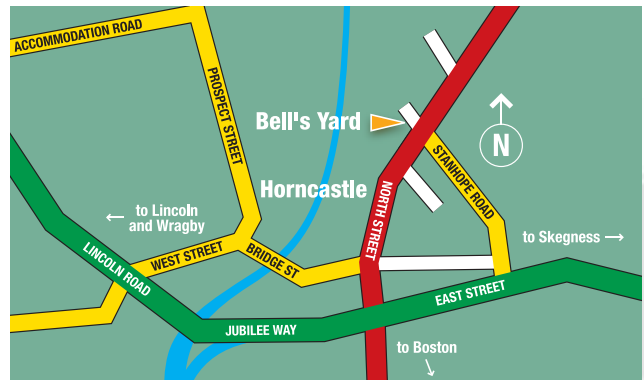 ACCOMMODATION ROAD
PROSPECT STREET
Bell's Yard
N
STANHOPE ROAD
Horncastle
NORTH STREET
← to Lincoln
and Wragby
to Skegness →
WEST STREET
BRIDGE ST
LINCOLN ROAD
EAST STREET
JUBILEE WAY
to Boston